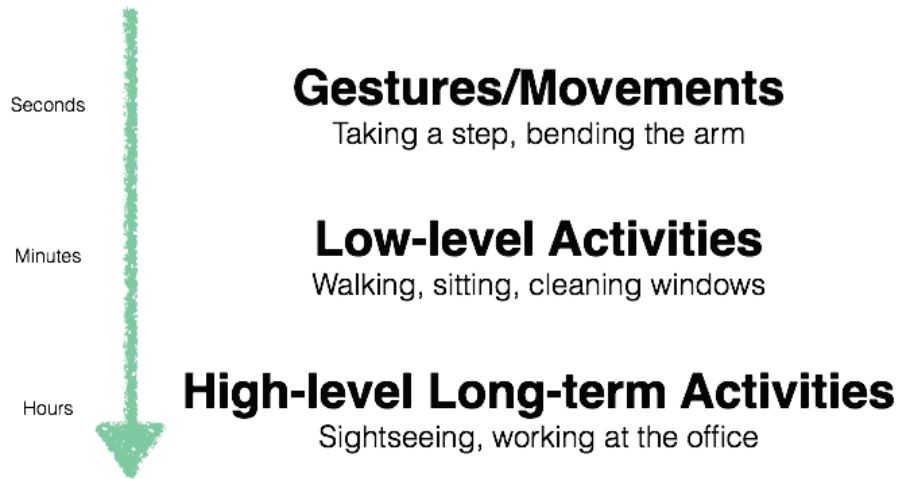 Seconds
Gestures/Movements
Taking a step, bending the arm
Minutes
Low-level Activities
Walking, sitting, cleaning windows
Hours
High-level Long-term Activities
Sightseeing, working at the office